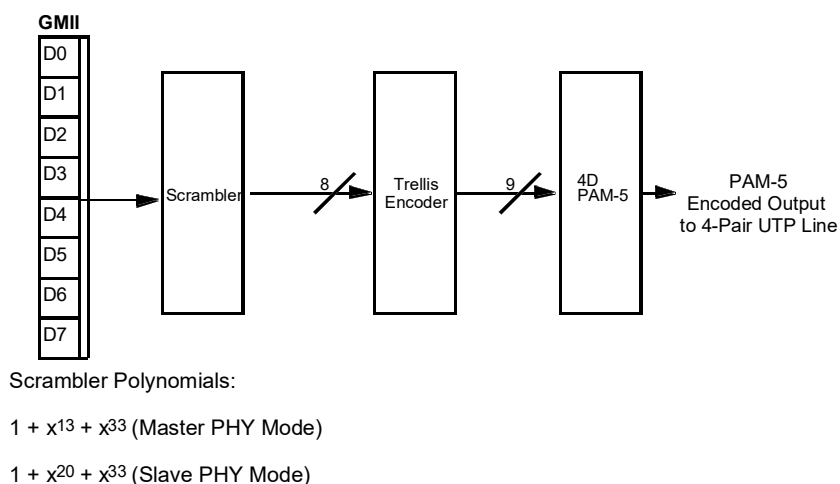 GMII
D0
D1
D2
D3
D4
D5
D6
D7
Scrambler
8
Trellis
Encoder
9
4D
PAM-5
PAM-5
Encoded Output
to 4-Pair UTP Line
Scrambler Polynomials:
1 + x13 + x33 (Master PHY Mode)
1 + x20 + x33 (Slave PHY Mode)